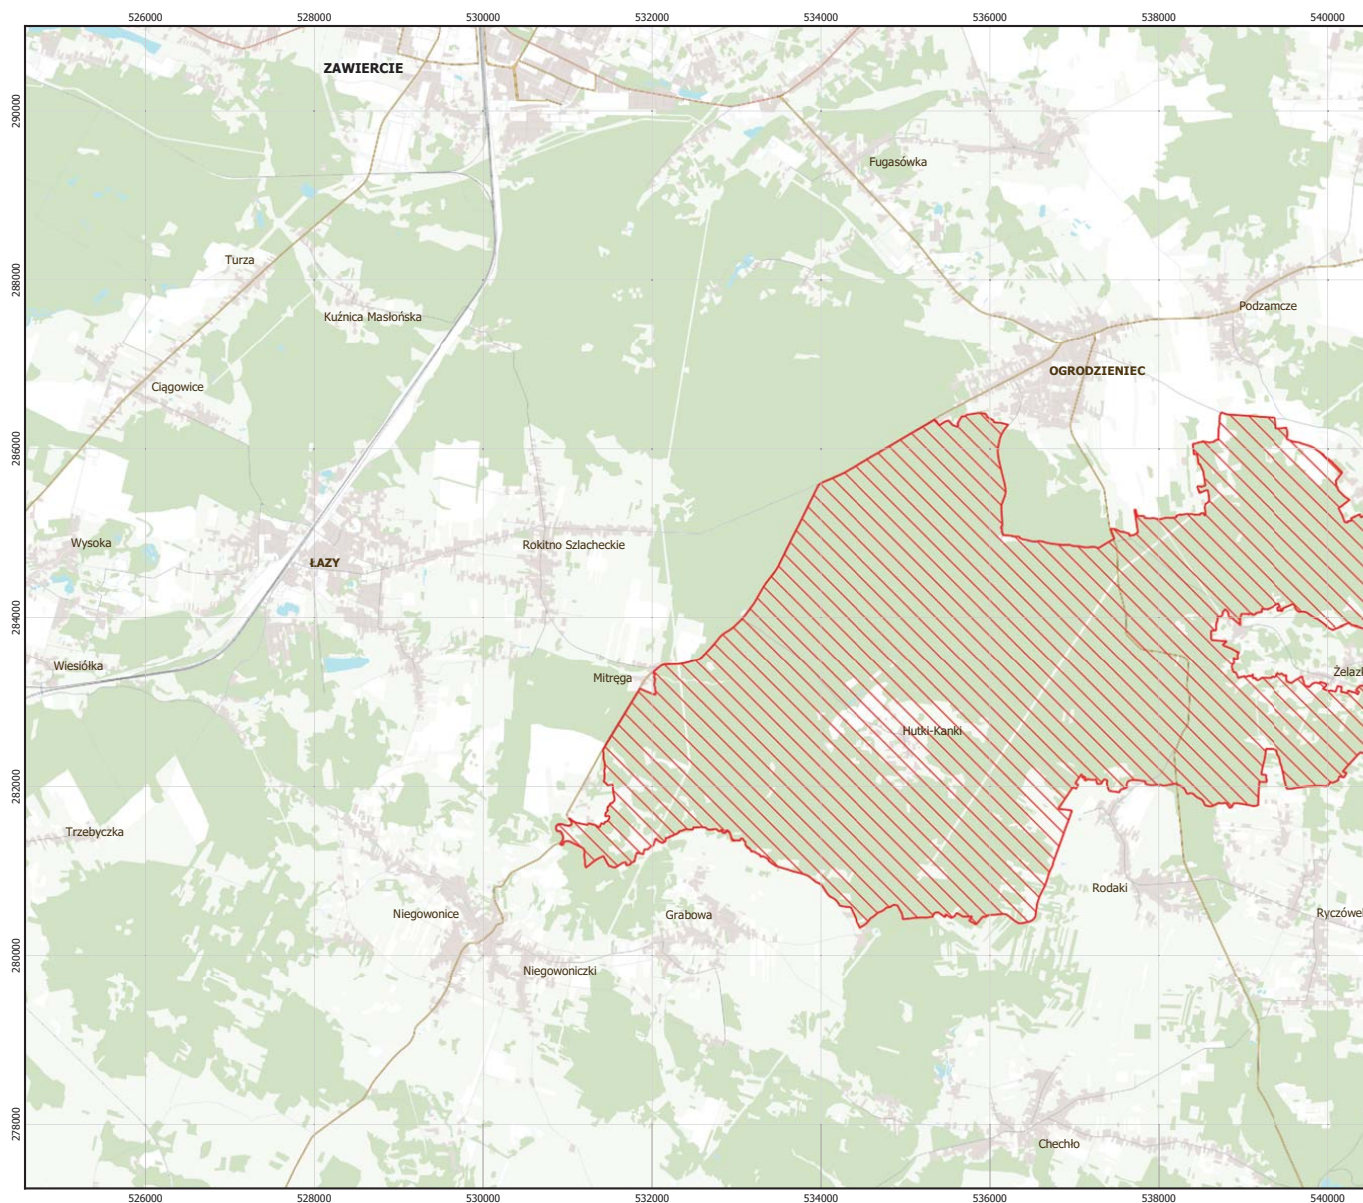 526000
528000
530000
532000
534000
536000
538000
540000
ZAWIERCIE
290000
Fugasówka
Turza
288000
Podzamcze
Kuźnica Masłońska
OGRODZIENIEC
Ciągowice
286000
Wysoka
Rokitno Szlacheckie
ŁAZY
284000
Wiesiółka
Żelazk
Mitręga
Hutki-Kanki
282000
Trzebyczka
Rodaki
Niegowonice
Grabowa
Ryczówek
Niegowoniczki
280000
278000
Chechło
526000
528000
530000
532000
534000
536000
538000
540000